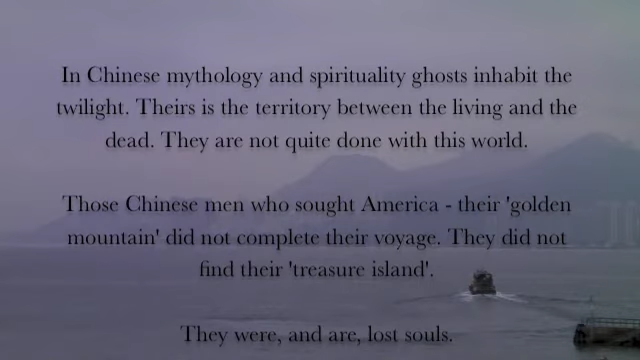 In Chinese mythology and spirituality ghosts inhabit the
twilight. Theirs is the territory between the living and the
dead. They are not quite done with this world.
Those Chinese men who sought America - their 'golden
mountain' did not complete their voyage. They did not
find their 'treasure island'.
They were, and are, lost souls.